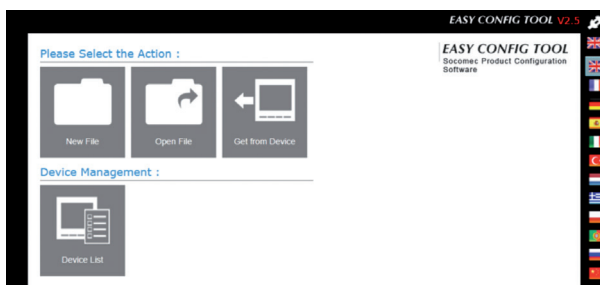 EASY CONFIG TOOL V2.5
Please Select the Action :
EASY CONFIG TOOL
Socomec Product Configuration
Software
New File
Open File
Get from Device
Device Management :
Device List